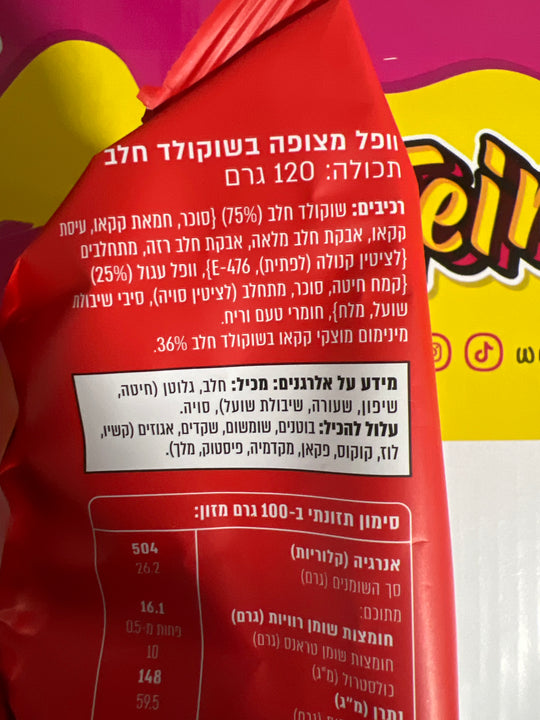 וופל מצופה בשוקולד חלב
תכולה: 120 גרם
רכיבים: שוקולד חלב (75%) {סוכר, חמאת קקאו, עיסת
קקאו, אבקת חלב מלאה, אבקת חלב רזה, מתחלבים
{לציטין קנולה (לפתית), E-476}, וופל עגול (25%)
{קמח חיטה, סוכר, מתחלב (לציטין סויה), סיבי שיבולת
שועל, מלח}, חומרי טעם וריח.
מינימום מוצקי קקאו בשוקולד חלב 36%.
מידע על אלרגנים: מכיל: חלב, גלוטן (חיטה,
שיפון, שעורה, שיבולת שועל), סויה.
עלול להכיל: בוטנים, שומשום, שקדים, אגוזים (קשיו,
לוז, קוקוס, פקאן, מקדמיה, פיסטוק, מלך).
סימון תזונתי ב-100 גרם מזון:
אנרגיה (קלוריות) 504
סך השומנים (גרם) 26.2
מתוכם:
חומצות שומן רוויות (גרם) 16.1
חומצות שומן טראנס (גרם) פחות מ-0.5
כולסטרול (מ"ג) 10
נתרן (מ"ג) 148
59.5
ein